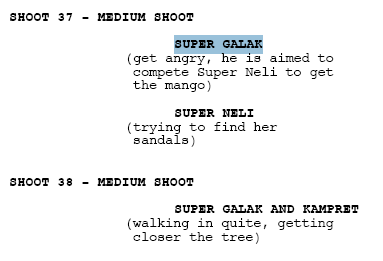 SHOOT 37 – MEDIUM SHOOT
SUPER GALAK
(get angry, he is aimed to
compete Super Neli to get
the mango)
SUPER NELI
(trying to find her
sandals)
SHOOT 38 – MEDIUM SHOOT
SUPER GALAK AND KAMPRET
(walking in quite, getting
closer the tree)